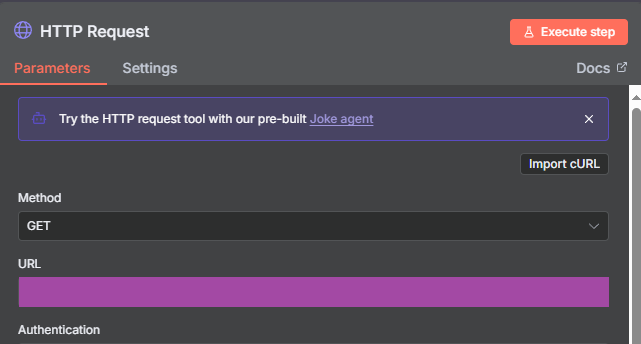 HTTP Request
Execute step
Parameters Settings Docs
Try the HTTP request tool with our pre-built Joke agent
Import cURL
Method
GET
URL
Authentication